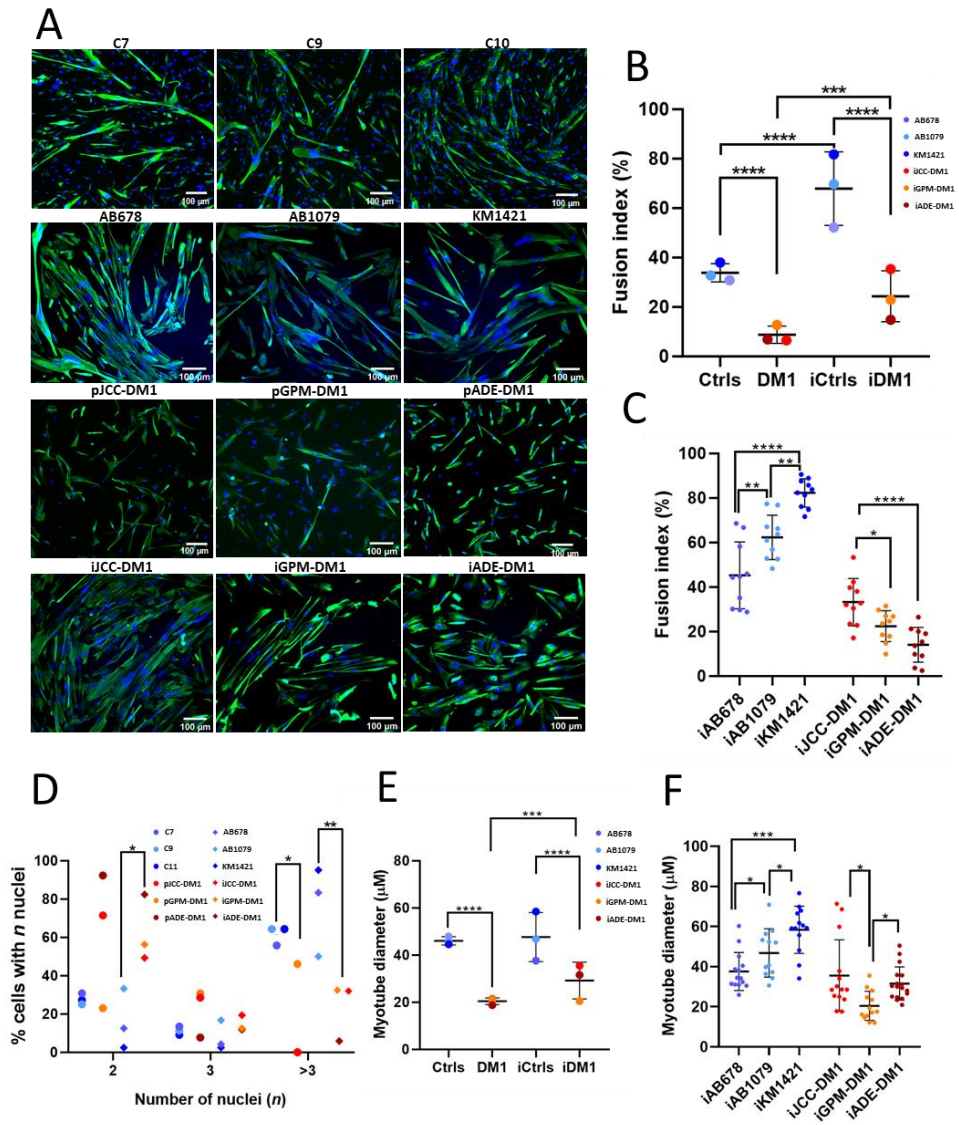 A
C7 C9 C10
100 µm 100 µm 100 µm
AB678 AB1079 KM1421
100 µm 100 µm 100 µm
pJCC-DM1 pGPM-DM1 pADE-DM1
100 µm 100 µm 100 µm
iJCC-DM1 iGPM-DM1 iADE-DM1
100 µm 100 µm 100 µm
B
Fusion index (%)
100
80
60
40
20
0
***
**** ****
****
AB678
AB1079
KM1421
iJCC-DM1
iGPM-DM1
iADE-DM1
Ctrls DM1 iCtrls iDM1
C
Fusion index (%)
100
80
60
40
20
0
****
** **
****
*
iAB678 iAB1079 iKM1421 iJCC-DM1 iGPM-DM1 iADE-DM1
D
% cells with n nuclei
100
80
60
40
20
0
C7 AB678
C9 AB1079
C11 KM1421
pJCC-DM1 iJCC-DM1
pGPM-DM1 iGPM-DM1
pADE-DM1 iADE-DM1
* * **
2 3 >3
Number of nuclei (n)
E
Myotube diameter (µM)
100
80
60
40
20
0
***
**** ****
AB678
AB1079
KM1421
iJCC-DM1
iGPM-DM1
iADE-DM1
Ctrls DM1 iCtrls iDM1
F
Myotube diameter (µM)
100
80
60
40
20
0
***
* *
*
*
iAB678 iAB1079 iKM1421 iJCC-DM1 iGPM-DM1 iADE-DM1